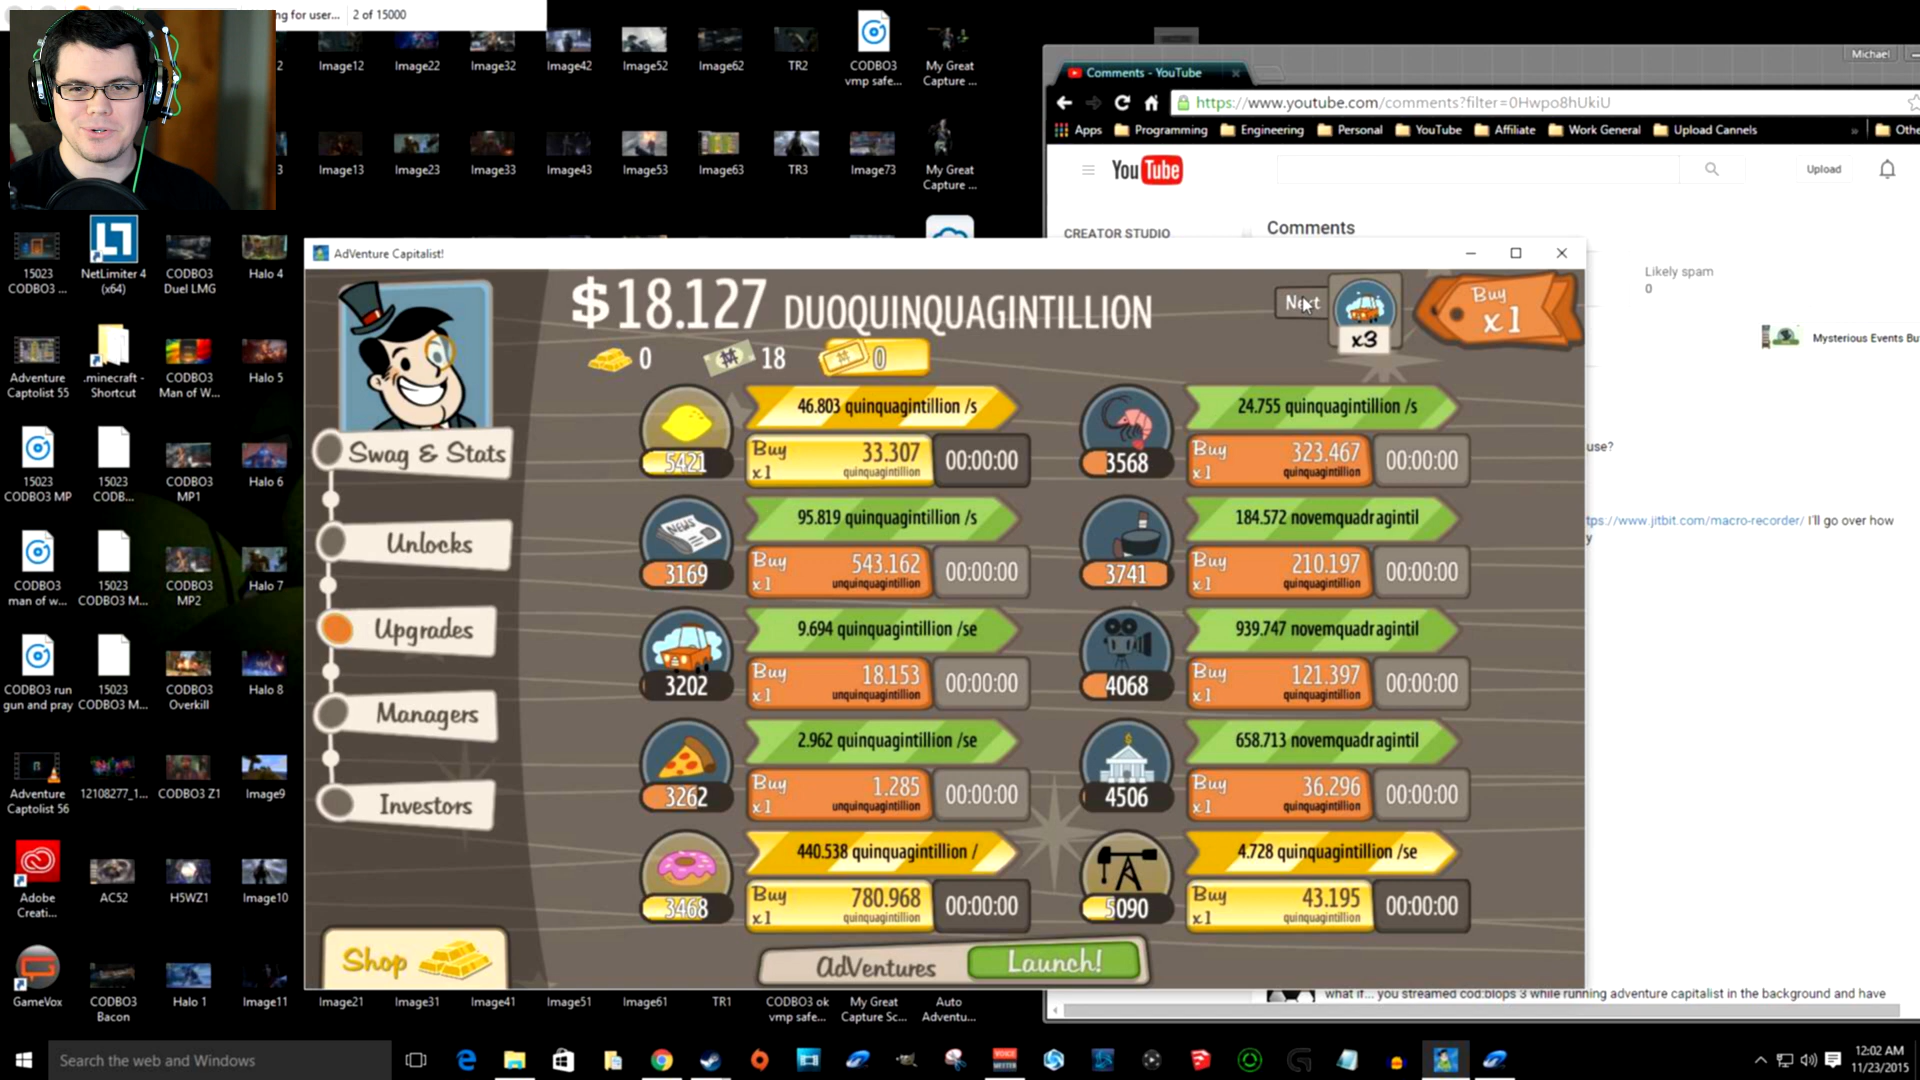 ng for user... 2 of 15000
2 Image12 Image22 Image32 Image42 Image52 Image62 TR2 CODBO3 vmp safe... My Great Capture ...
3 Image13 Image23 Image33 Image43 Image53 Image63 TR3 Image73 My Great Capture ...
15023 CODBO3 ... NetLimiter 4 (x64) CODBO3 Duel LMG Halo 4
Adventure Captolist 55 .minecraft - Shortcut CODBO3 Man of W... Halo 5
15023 CODBO3 MP 15023 CODB... CODBO3 MP1 Halo 6
CODBO3 man of w... 15023 CODBO3 M... CODBO3 MP2 Halo 7
CODBO3 run gun and pray 15023 CODBO3 M... CODBO3 Overkill Halo 8
Adventure Captolist 56 12108277_1... CODBO3 Z1 Image9
Adobe Creati... AC52 H5WZ1 Image10
GameVox CODBO3 Bacon Halo 1 Image11 Image21 Image31 Image41 Image51 Image61 TR1 CODBO3 ok vmp safe... My Great Capture Sc... Auto Adventu...
Michael
Comments - YouTube
https://www.youtube.com/comments?filter=0Hwpo8hUkiU
Apps Programming Engineering Personal YouTube Affiliate Work General Upload Cannels » Othe
YouTube Upload
CREATOR STUDIO Comments
Likely spam
0
Mysterious Events Bu
use?
tps://www.jitbit.com/macro-recorder/ I'll go over how
y
what if... you streamed cod:blops 3 while running adventure capitalist in the background and have
AdVenture Capitalist!
$18.127 DUOQUINQUAGINTILLION
Next x3 Buy x1
0 18 0
Swag & Stats
Unlocks
Upgrades
Managers
Investors
Shop
46.803 quinquagintillion /s
5421 Buy x1 33.307 quinquagintillion 00:00:00
24.755 quinquagintillion /s
3568 Buy x1 323.467 quinquagintillion 00:00:00
NEWS
95.819 quinquagintillion /s
3169 Buy x1 543.162 unquinquagintillion 00:00:00
184.572 novemquadragintil
3741 Buy x1 210.197 quinquagintillion 00:00:00
9.694 quinquagintillion /se
3202 Buy x1 18.153 unquinquagintillion 00:00:00
939.747 novemquadragintil
4068 Buy x1 121.397 quinquagintillion 00:00:00
2.962 quinquagintillion /se
3262 Buy x1 1.285 unquinquagintillion 00:00:00
658.713 novemquadragintil
4506 Buy x1 36.296 quinquagintillion 00:00:00
440.538 quinquagintillion /
3468 Buy x1 780.968 quinquagintillion 00:00:00
4.728 quinquagintillion /se
5090 Buy x1 43.195 quinquagintillion 00:00:00
AdVentures Launch!
Search the web and Windows
12:02 AM
11/23/2015